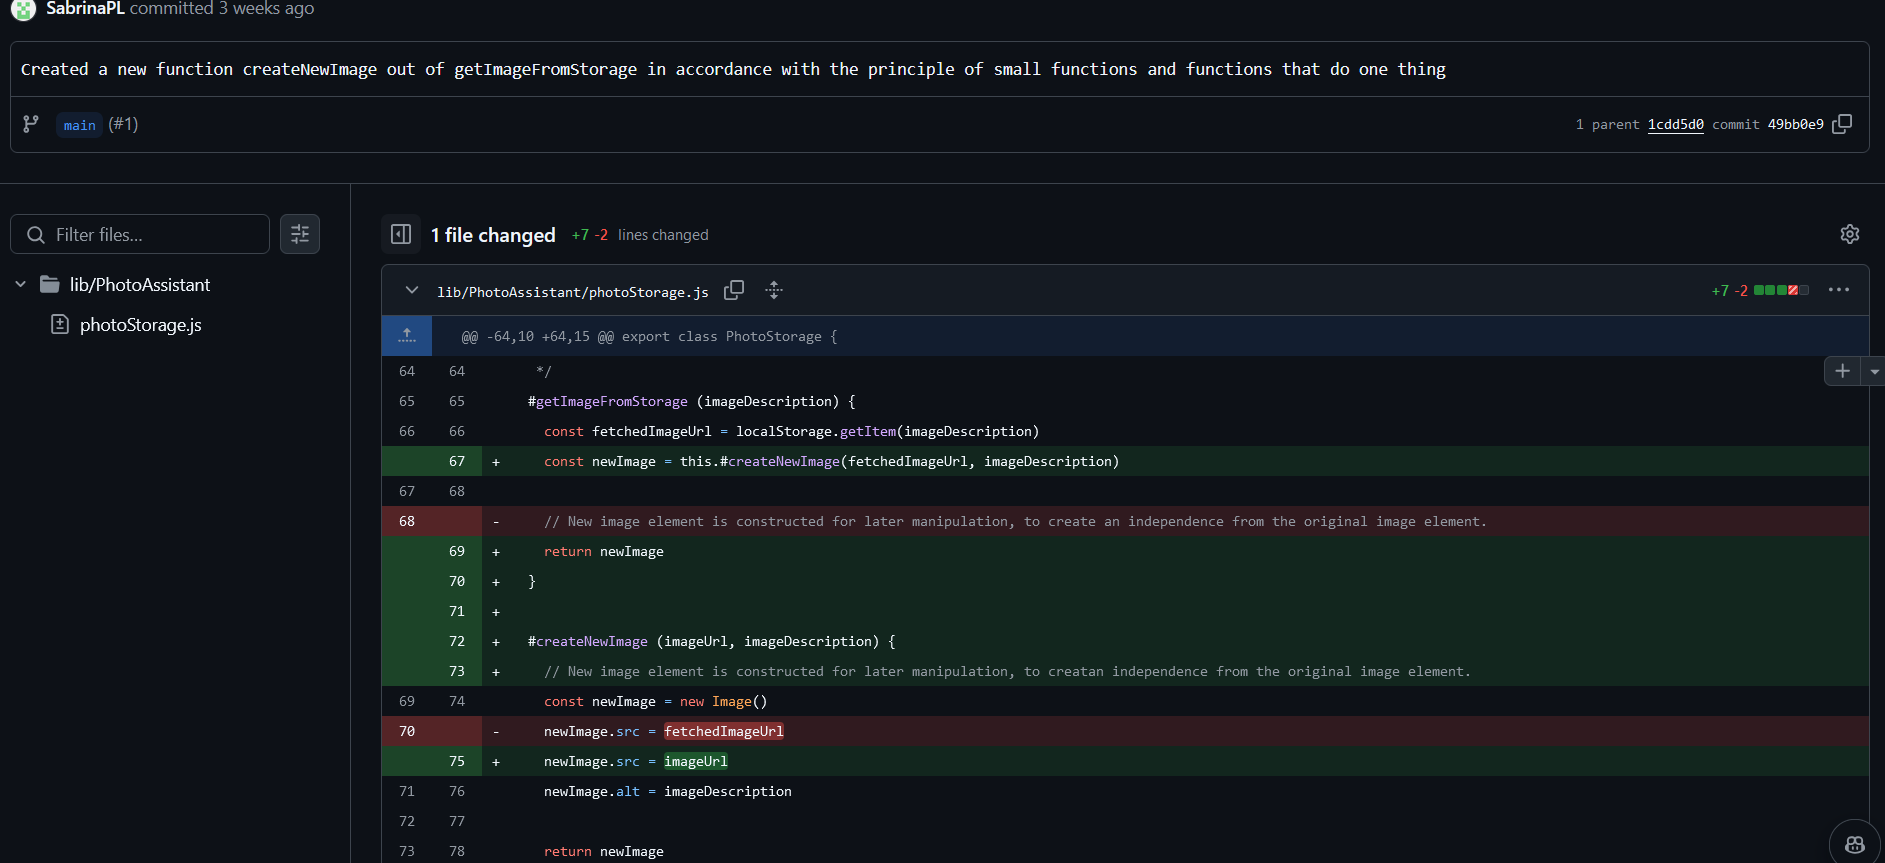 SabrinaPL committed 3 weeks ago
Created a new function createNewImage out of getImageFromStorage in accordance with the principle of small functions and functions that do one thing
main (#1)
1 parent 1cdd5d0 commit 49bb0e9
Filter files...
lib/PhotoAssistant
photoStorage.js
1 file changed +7 -2 lines changed
lib/PhotoAssistant/photoStorage.js +7 -2
@@ -64,10 +64,15 @@ export class PhotoStorage {
64 64 */
65 65 #getImageFromStorage (imageDescription) {
66 66 const fetchedImageUrl = localStorage.getItem(imageDescription)
67 + const newImage = this.#createNewImage(fetchedImageUrl, imageDescription)
67 68
68 - // New image element is constructed for later manipulation, to create an independence from the original image element.
69 + return newImage
70 + }
71 +
72 + #createNewImage (imageUrl, imageDescription) {
73 + // New image element is constructed for later manipulation, to creatan independence from the original image element.
69 74 const newImage = new Image()
70 - newImage.src = fetchedImageUrl
75 + newImage.src = imageUrl
71 76 newImage.alt = imageDescription
72 77
73 78 return newImage